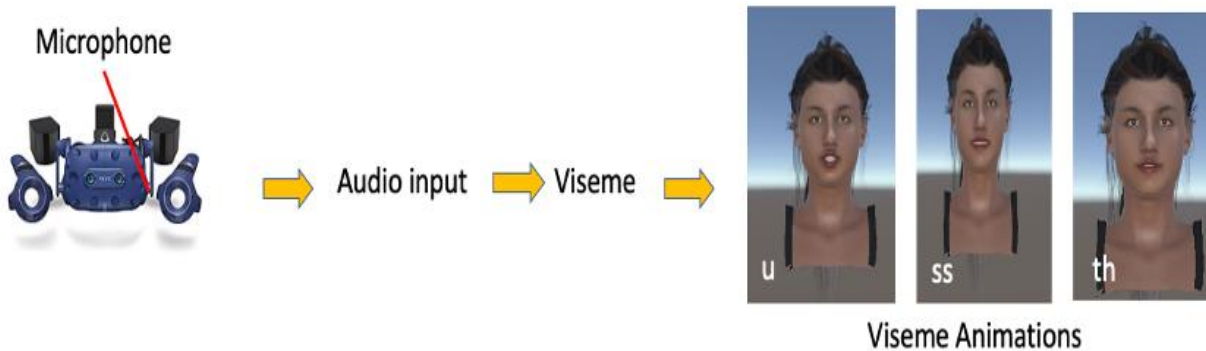 Microphone
Audio input
Viseme
u
ss
th
Viseme Animations